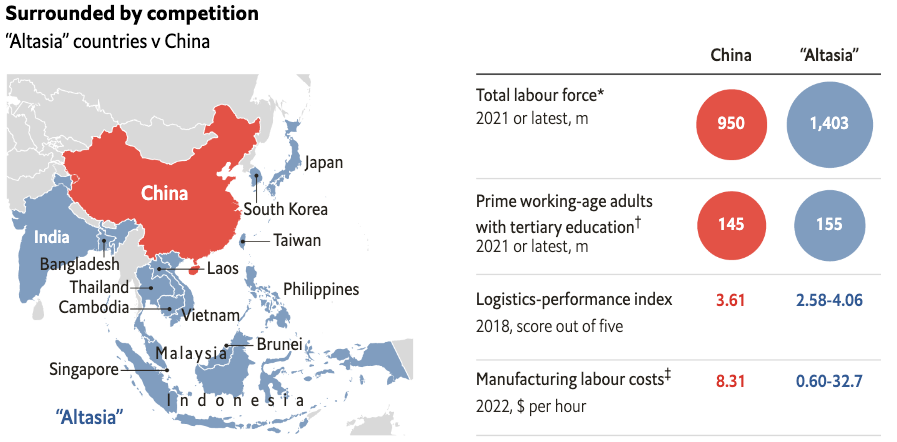 Surrounded by competition
“Altasia” countries v China
China
India
Bangladesh
Thailand
Cambodia
Laos
Vietnam
Malaysia
Singapore
Brunei
Indonesia
Philippines
Taiwan
South Korea
Japan
“Altasia”
China “Altasia”
Total labour force*
2021 or latest, m
950 1,403
Prime working-age adults
with tertiary education†
2021 or latest, m
145 155
Logistics-performance index
2018, score out of five
3.61 2.58-4.06
Manufacturing labour costs‡
2022, $ per hour
8.31 0.60-32.7